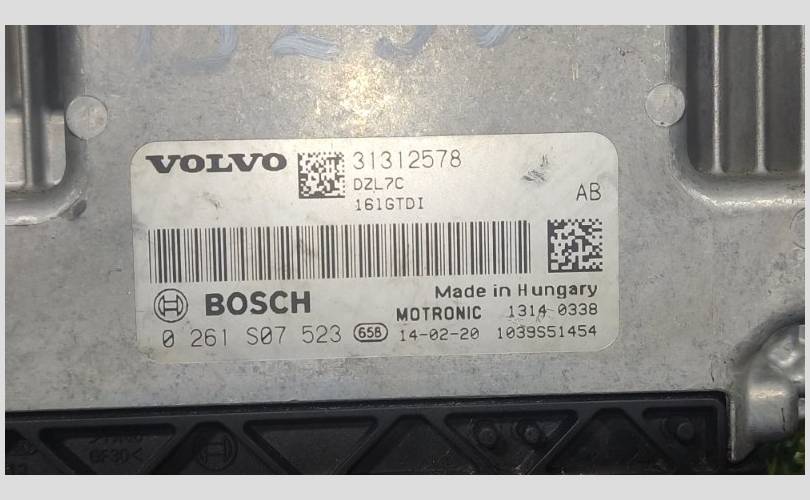 VOLVO 31312578
DZL7C
161GTDI
AB
Made in Hungary
BOSCH
MOTRONIC 1314 0338
0 261 S07 523 658 14-02-20 1039S51454